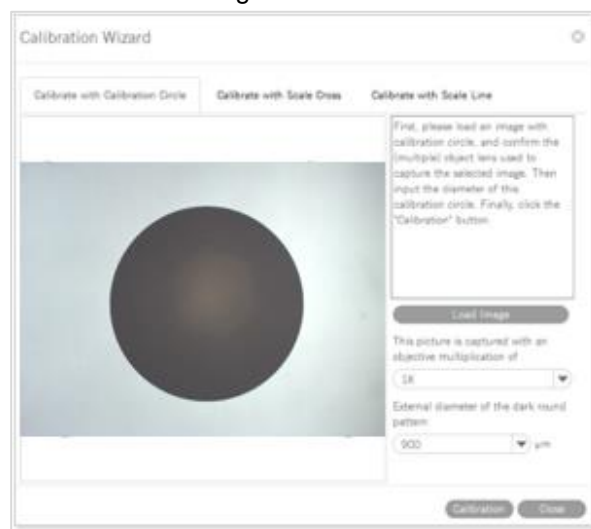 Calibration Wizard
Calibrate with Calibration Circle
Calibrate with Scale Cross
Calibrate with Scale Line
First, please load an image with
calibration circle, and confirm the
(multiple) object lens used to
capture the selected image. Then
input the diameter of this
calibration circle. Finally, click the
"Calibration" button
Load Image
This picture is captured with an
objective multiplication of
1X
External diameter of the dark round
pattern
900
μm
Calibration
Close